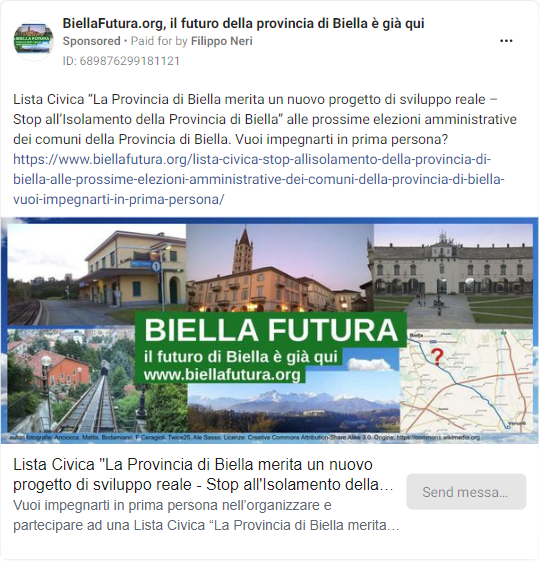 BiellaFutura.org, il futuro della provincia di Biella è già qui
Sponsored • Paid for by Filippo Neri
ID: 689876299181121
Lista Civica “La Provincia di Biella merita un nuovo progetto di sviluppo reale –
Stop all’Isolamento della Provincia di Biella” alle prossime elezioni amministrative
dei comuni della Provincia di Biella. Vuoi impegnarti in prima persona?
https://www.biellafutura.org/lista-civica-stop-allisolamento-della-provincia-di-
biella-alle-prossime-elezioni-amministrative-dei-comuni-della-provincia-di-biella-
vuoi-impegnarti-in-prima-persona/
BIELLA FUTURA
il futuro di Biella è già qui
www.biellafutura.org
Biella
?
Vercelli
autori fotografie: Anciocca, Matto, Bodamiano, F Ceragioli, Twice25, Ale Sesso. Licenze: Creative Commons Attribution-Share Alike 3.0. Origine: https://commons.wikimedia.org
Lista Civica "La Provincia di Biella merita un nuovo
progetto di sviluppo reale - Stop all'Isolamento della...
Vuoi impegnarti in prima persona nell’organizzare e
partecipare ad una Lista Civica “La Provincia di Biella merita...
Send messa...